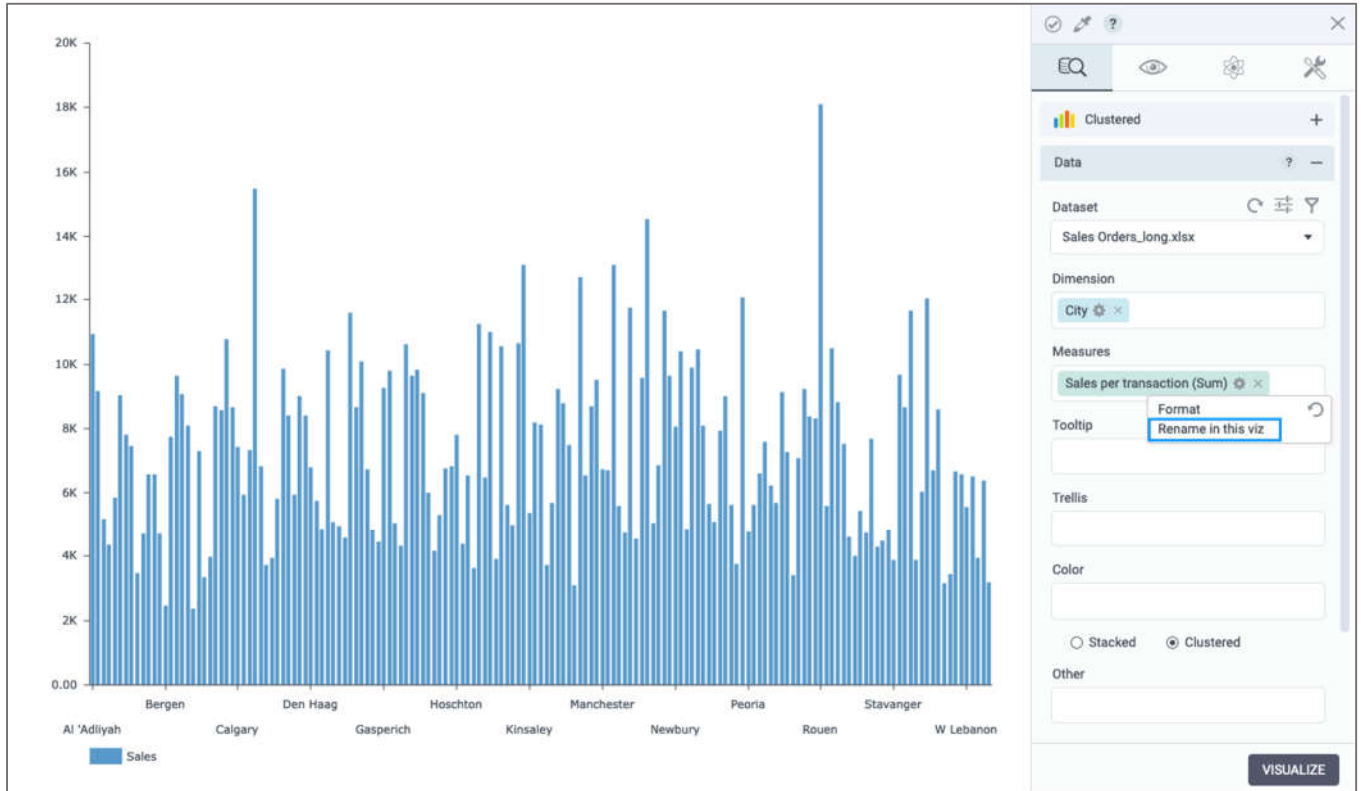 20K
18K
16K
14K
12K
10K
8K
6K
4K
2K
0.00
Bergen Den Haag Hoschton Manchester Peoria Stavanger
Al 'Adliyah Calgary Gasperich Kinsaley Newbury Rouen W Lebanon
Sales
?
Clustered +
Data ? –
Dataset
Sales Orders_long.xlsx
Dimension
City ×
Measures
Sales per transaction (Sum) ×
Format
Rename in this viz
Tooltip
Trellis
Color
Stacked Clustered
Other
VISUALIZE